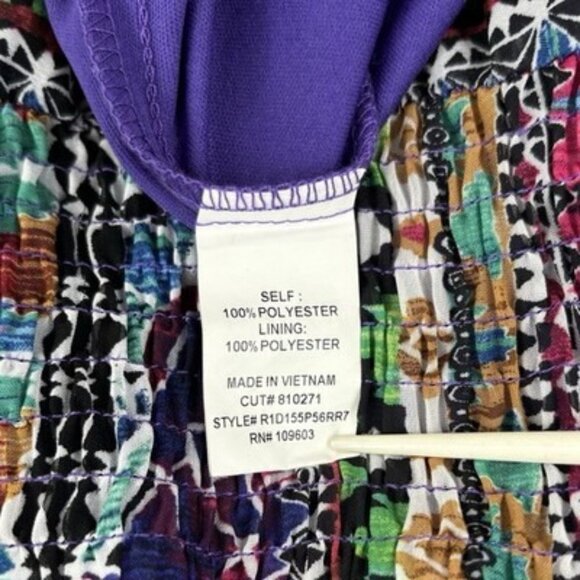 SELF :
100% POLYESTER
LINING:
100% POLYESTER
MADE IN VIETNAM
CUT# 810271
STYLE# R1D155P56RR7
RN# 109603